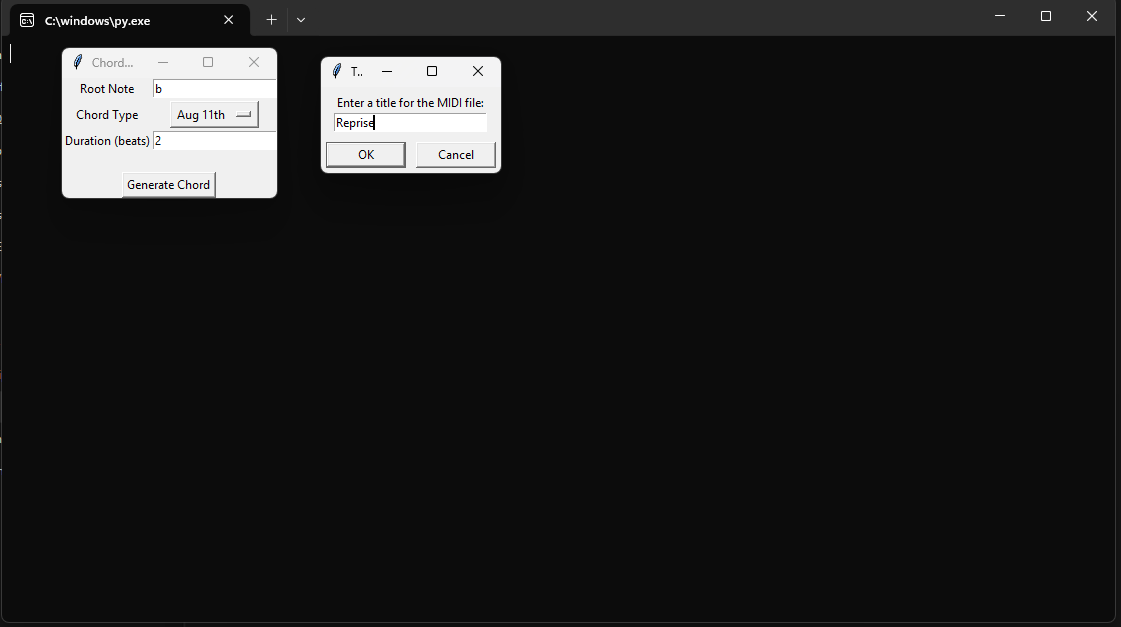 C:\windows\py.exe
Chord...
Root Note b
Chord Type Aug 11th
Duration (beats) 2
Generate Chord
T..
Enter a title for the MIDI file:
Reprise
OK Cancel